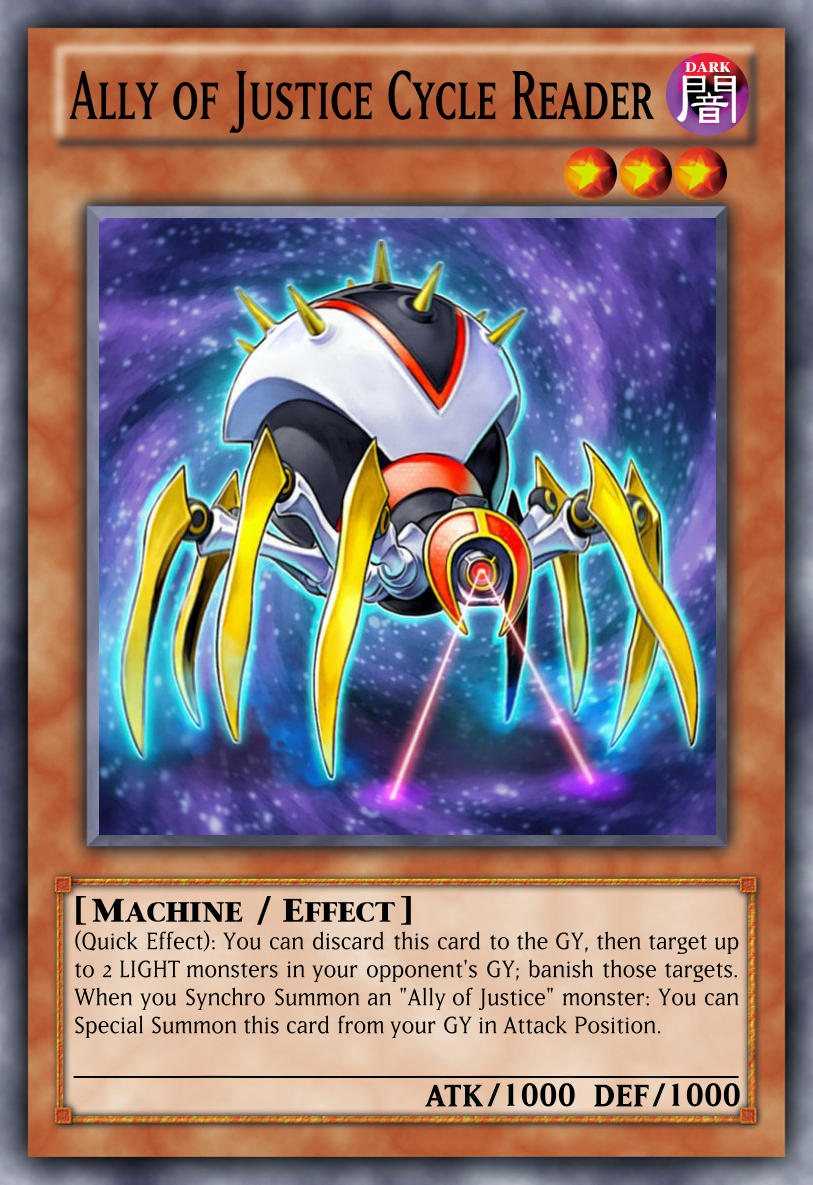 Ally of Justice Cycle Reader
DARK
闇
[ Machine / Effect ]
(Quick Effect): You can discard this card to the GY, then target up
to 2 LIGHT monsters in your opponent's GY; banish those targets.
When you Synchro Summon an "Ally of Justice" monster: You can
Special Summon this card from your GY in Attack Position.
ATK/1000 DEF/1000